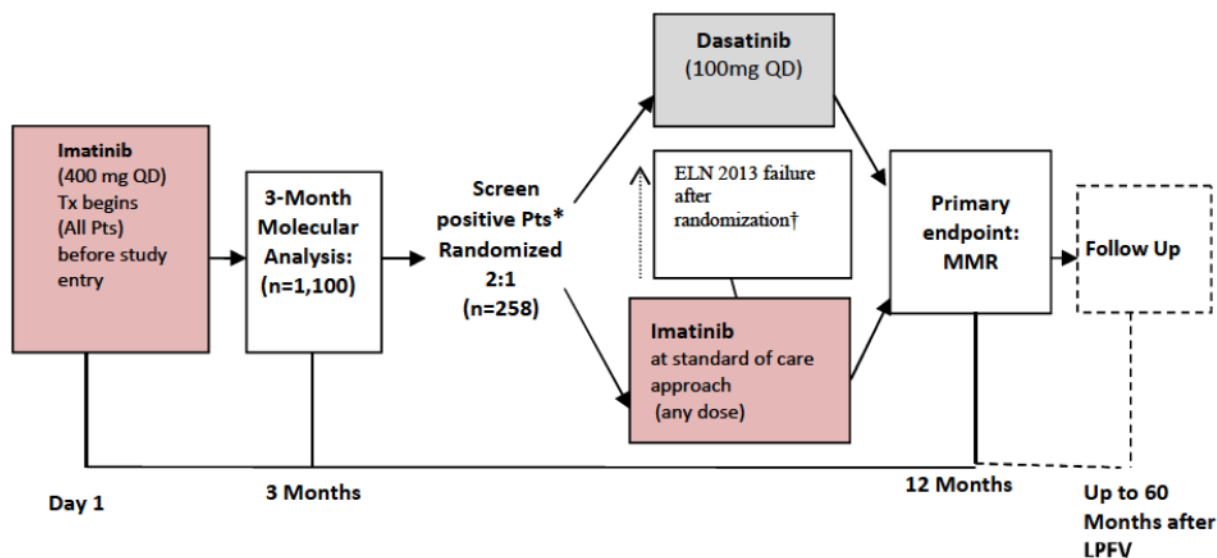 Imatinib
(400 mg QD)
Tx begins
(All Pts)
before study
entry
3-Month
Molecular
Analysis:
(n=1,100)
Screen
positive Pts*
Randomized
2:1
(n=258)
Dasatinib
(100mg QD)
ELN 2013 failure
after
randomization†
Imatinib
at standard of care
approach
(any dose)
Primary
endpoint:
MMR
Follow Up
Day 1
3 Months
12 Months
Up to 60
Months after
LPFV